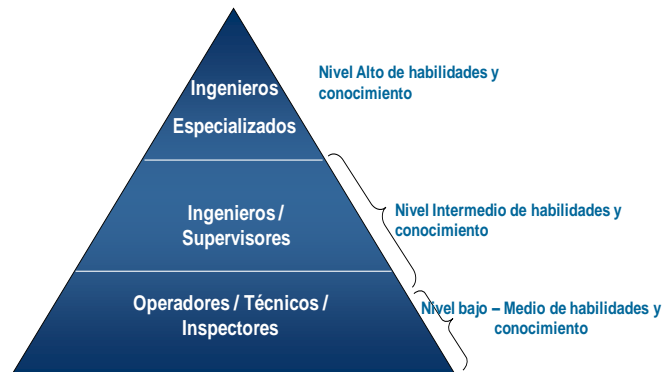 Ingenieros
Especializados
Nivel Alto de habilidades y
conocimiento
Ingenieros /
Supervisores
Nivel Intermedio de habilidades y
conocimiento
Operadores / Técnicos /
Inspectores
Nivel bajo – Medio de habilidades y
conocimiento